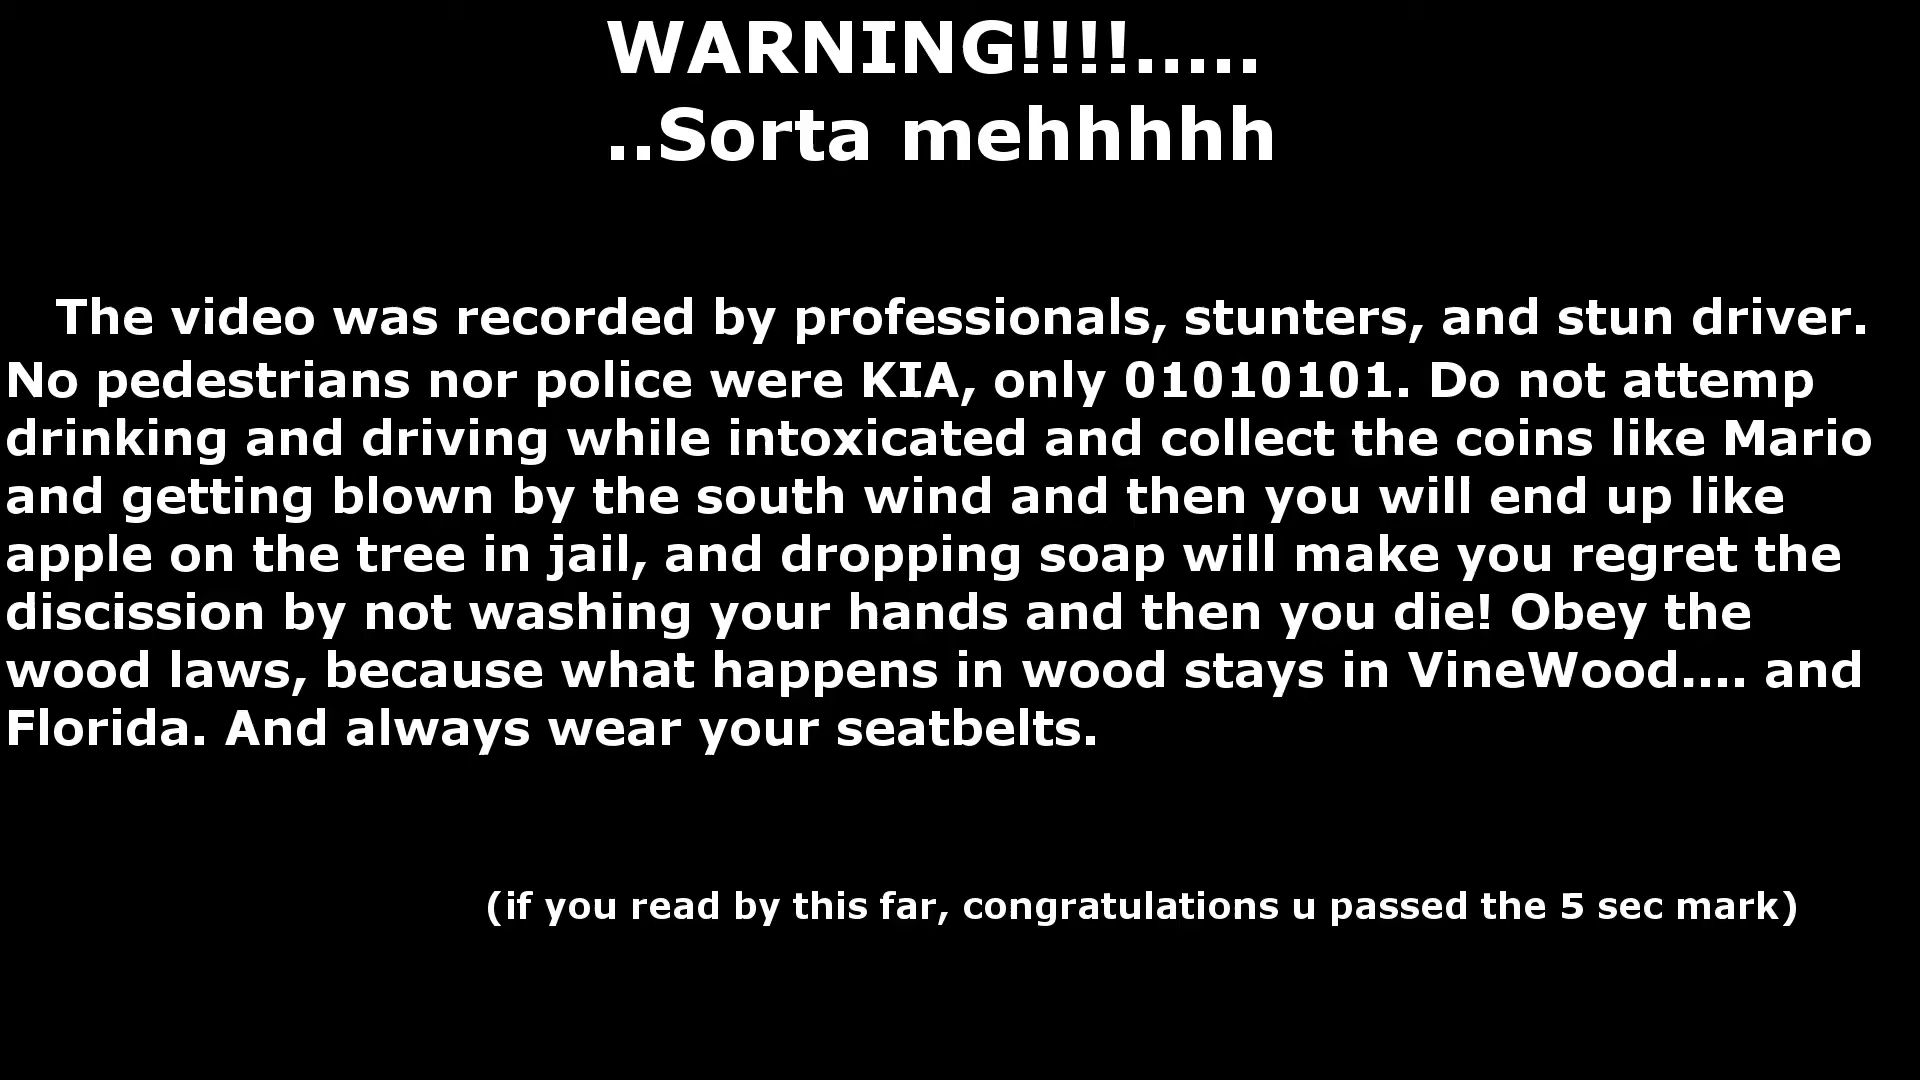 WARNING!!!!.....
..Sorta mehhhhh
The video was recorded by professionals, stunters, and stun driver.
No pedestrians nor police were KIA, only 01010101. Do not attemp
drinking and driving while intoxicated and collect the coins like Mario
and getting blown by the south wind and then you will end up like
apple on the tree in jail, and dropping soap will make you regret the
discission by not washing your hands and then you die! Obey the
wood laws, because what happens in wood stays in VineWood.... and
Florida. And always wear your seatbelts.
(if you read by this far, congratulations u passed the 5 sec mark)